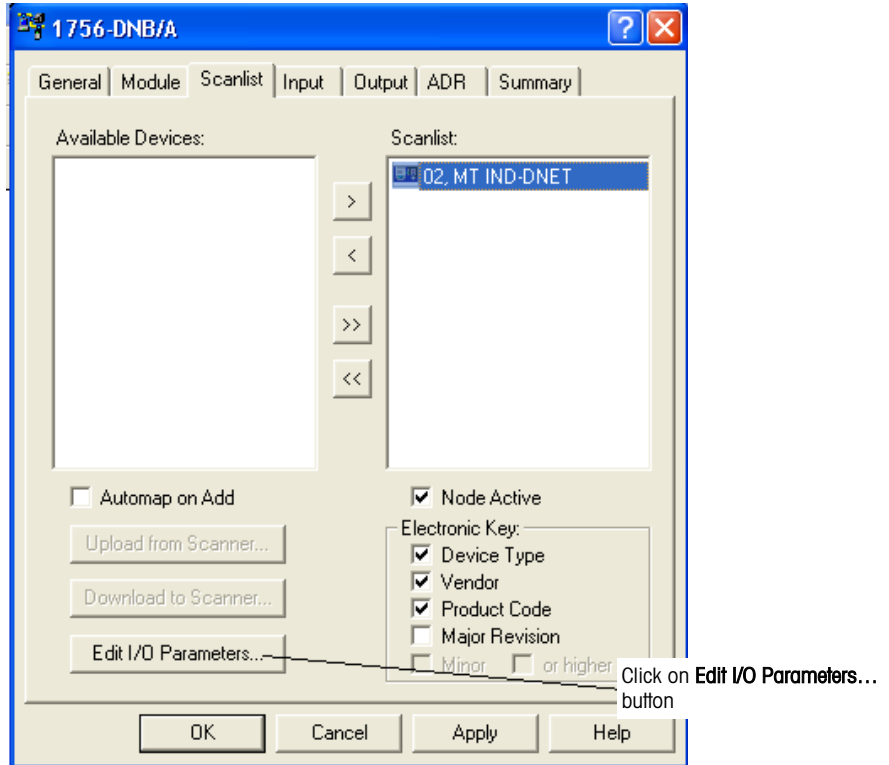 1756-DNB/A
General Module Scanlist Input Output ADR Summary
Available Devices:
Scanlist:
02, MT IND-DNET
>
<
>>
<<
Automap on Add
Node Active
Upload from Scanner...
Electronic Key:
Device Type
Vendor
Download to Scanner...
Product Code
Major Revision
Edit I/O Parameters...
Minor or higher
Click on Edit I/O Parameters...
button
OK Cancel Apply Help